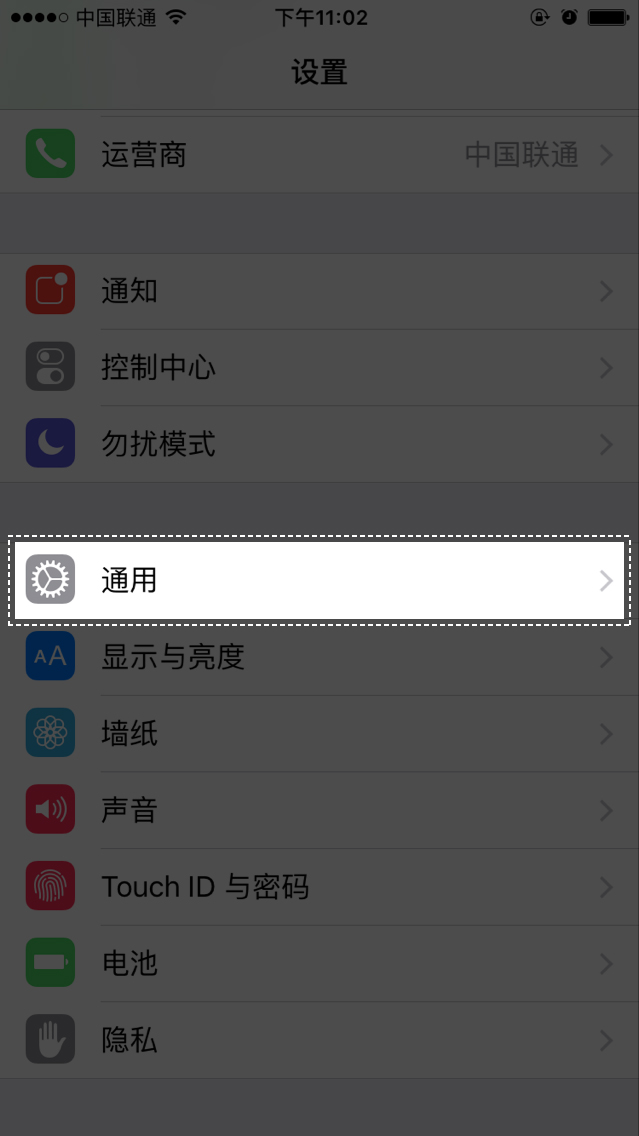 中国联通 下午11:02
设置
运营商 中国联通
通知
控制中心
勿扰模式
通用
AA 显示与亮度
墙纸
声音
Touch ID 与密码
电池
隐私